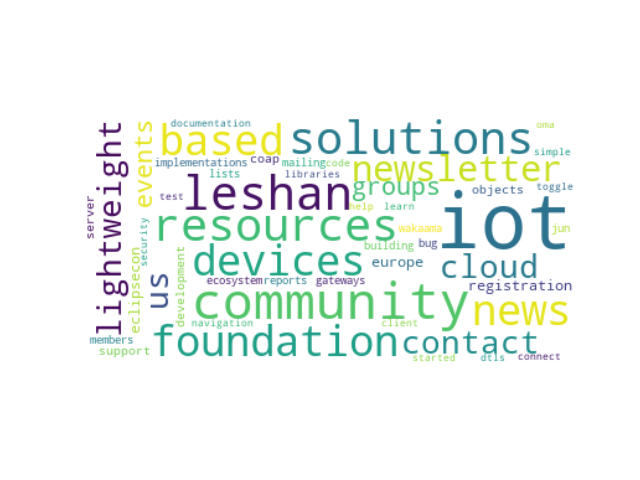 documentation
oma
based
solutions
simple
implementations
coap
mailing
code
newsletter
lightweight
events
lists
libraries
leshan
groups
objects
toggle
test
server
help
learn
iot
resources
wakaama
jun
security
building
bug
devices
europe
cloud
eclipsecon
us
development
ecosystem
reports
gateways
registration
community
news
navigation
client
foundation
contact
members
support
started
dtls
connect